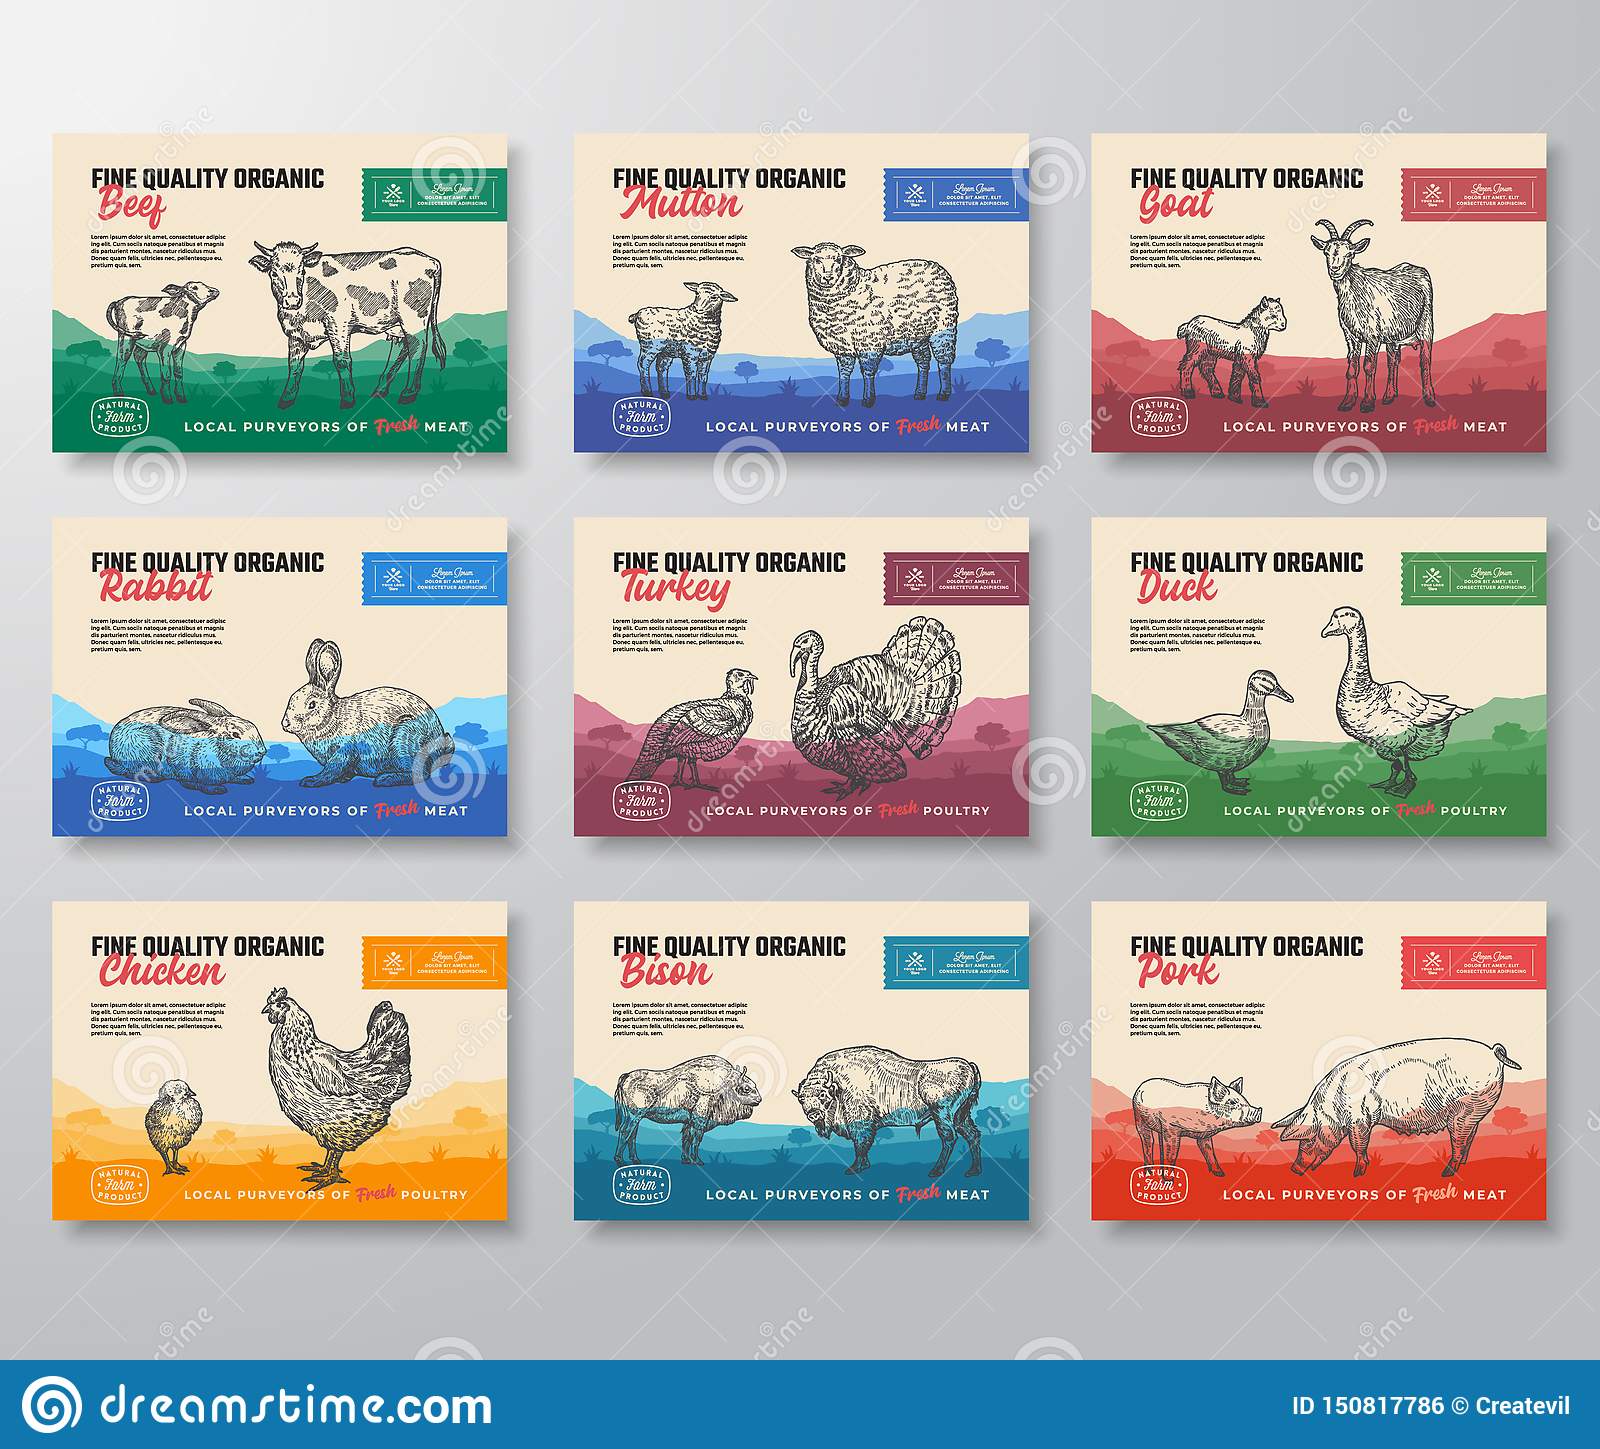 FINE QUALITY ORGANIC
Beef
Lorem ipsum dolor sit amet, consectetuer adipisc
ing elit. Cum sociis natoque penatibus et magnis
dis parturient montes, nascetur ridiculus mus.
Donec quam felis, ultricies nec, pellentesque eu,
pretium quis, sem.
YOUR LOGO
Here
Lorem Ipsum
DOLOR SIT AMET, ELIT
CONSECTETUER ADIPISCING
NATURAL
Farm
PRODUCT
LOCAL PURVEYORS OF Fresh MEAT
FINE QUALITY ORGANIC
Mutton
Lorem ipsum dolor sit amet, consectetuer adipisc
ing elit. Cum sociis natoque penatibus et magnis
dis parturient montes, nascetur ridiculus mus.
Donec quam felis, ultricies nec, pellentesque eu,
pretium quis, sem.
YOUR LOGO
Here
Lorem Ipsum
DOLOR SIT AMET, ELIT
CONSECTETUER ADIPISCING
NATURAL
Farm
PRODUCT
LOCAL PURVEYORS OF Fresh MEAT
FINE QUALITY ORGANIC
Goat
Lorem ipsum dolor sit amet, consectetuer adipisc
ing elit. Cum sociis natoque penatibus et magnis
dis parturient montes, nascetur ridiculus mus.
Donec quam felis, ultricies nec, pellentesque eu,
pretium quis, sem.
YOUR LOGO
Here
Lorem Ipsum
DOLOR SIT AMET, ELIT
CONSECTETUER ADIPISCING
NATURAL
Farm
PRODUCT
LOCAL PURVEYORS OF Fresh MEAT
FINE QUALITY ORGANIC
Rabbit
Lorem ipsum dolor sit amet, consectetuer adipisc
ing elit. Cum sociis natoque penatibus et magnis
dis parturient montes, nascetur ridiculus mus.
Donec quam felis, ultricies nec, pellentesque eu,
pretium quis, sem.
YOUR LOGO
Here
Lorem Ipsum
DOLOR SIT AMET, ELIT
CONSECTETUER ADIPISCING
NATURAL
Farm
PRODUCT
LOCAL PURVEYORS OF Fresh MEAT
FINE QUALITY ORGANIC
Turkey
Lorem ipsum dolor sit amet, consectetuer adipisc
ing elit. Cum sociis natoque penatibus et magnis
dis parturient montes, nascetur ridiculus mus.
Donec quam felis, ultricies nec, pellentesque eu,
pretium quis, sem.
YOUR LOGO
Here
Lorem Ipsum
DOLOR SIT AMET, ELIT
CONSECTETUER ADIPISCING
NATURAL
Farm
PRODUCT
LOCAL PURVEYORS OF Fresh POULTRY
FINE QUALITY ORGANIC
Duck
Lorem ipsum dolor sit amet, consectetuer adipisc
ing elit. Cum sociis natoque penatibus et magnis
dis parturient montes, nascetur ridiculus mus.
Donec quam felis, ultricies nec, pellentesque eu,
pretium quis, sem.
YOUR LOGO
Here
Lorem Ipsum
DOLOR SIT AMET, ELIT
CONSECTETUER ADIPISCING
NATURAL
Farm
PRODUCT
LOCAL PURVEYORS OF Fresh POULTRY
FINE QUALITY ORGANIC
Chicken
Lorem ipsum dolor sit amet, consectetuer adipisc
ing elit. Cum sociis natoque penatibus et magnis
dis parturient montes, nascetur ridiculus mus.
Donec quam felis, ultricies nec, pellentesque eu,
pretium quis, sem.
YOUR LOGO
Here
Lorem Ipsum
DOLOR SIT AMET, ELIT
CONSECTETUER ADIPISCING
NATURAL
Farm
PRODUCT
LOCAL PURVEYORS OF Fresh POULTRY
FINE QUALITY ORGANIC
Bison
Lorem ipsum dolor sit amet, consectetuer adipisc
ing elit. Cum sociis natoque penatibus et magnis
dis parturient montes, nascetur ridiculus mus.
Donec quam felis, ultricies nec, pellentesque eu,
pretium quis, sem.
YOUR LOGO
Here
Lorem Ipsum
DOLOR SIT AMET, ELIT
CONSECTETUER ADIPISCING
NATURAL
Farm
PRODUCT
LOCAL PURVEYORS OF Fresh MEAT
FINE QUALITY ORGANIC
Pork
Lorem ipsum dolor sit amet, consectetuer adipisc
ing elit. Cum sociis natoque penatibus et magnis
dis parturient montes, nascetur ridiculus mus.
Donec quam felis, ultricies nec, pellentesque eu,
pretium quis, sem.
YOUR LOGO
Here
Lorem Ipsum
DOLOR SIT AMET, ELIT
CONSECTETUER ADIPISCING
NATURAL
Farm
PRODUCT
LOCAL PURVEYORS OF Fresh MEAT
dreamstime.com
ID 150817786 © Createvil